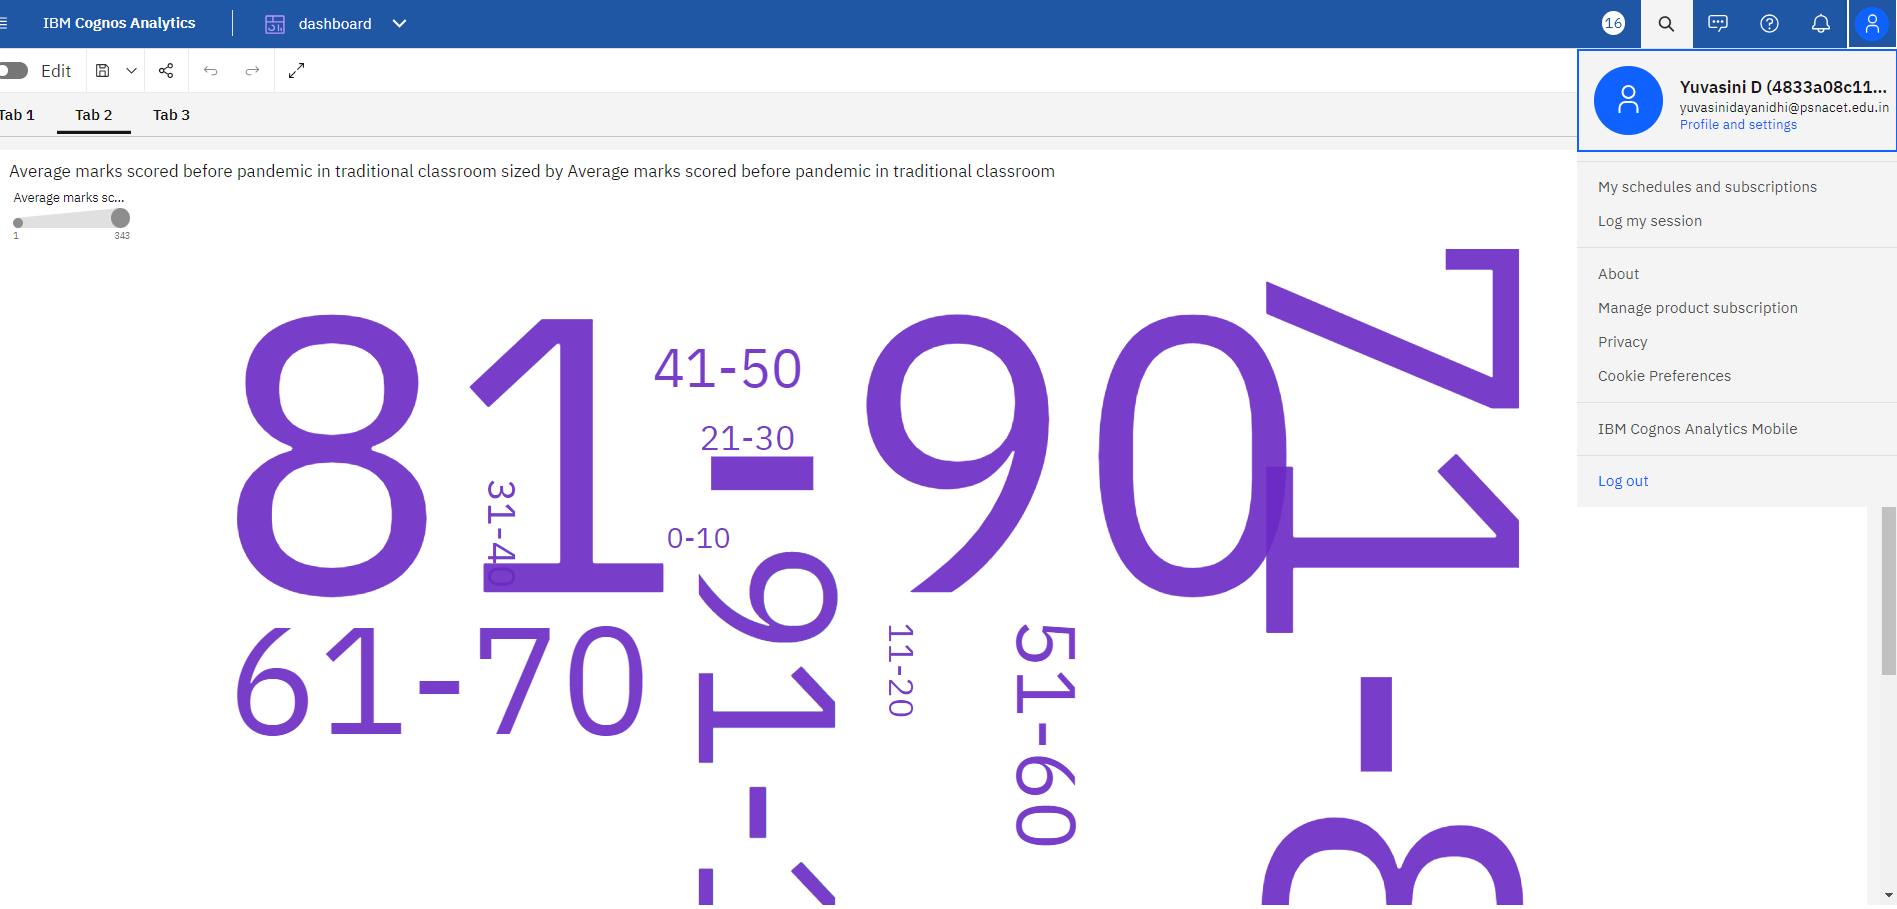 IBM Cognos Analytics
dashboard
16
Edit
Tab 1
Tab 2
Tab 3
Yuvasini D (4833a08c11...
yuvasinidayanidhi@psnacet.edu.in
Profile and settings
My schedules and subscriptions
Log my session
About
Manage product subscription
Privacy
Cookie Preferences
IBM Cognos Analytics Mobile
Log out
Average marks scored before pandemic in traditional classroom sized by Average marks scored before pandemic in traditional classroom
Average marks sc...
1
343
81-90
41-50
21-30
31-40
0-10
61-70
11-20
51-60
91-1
71-8